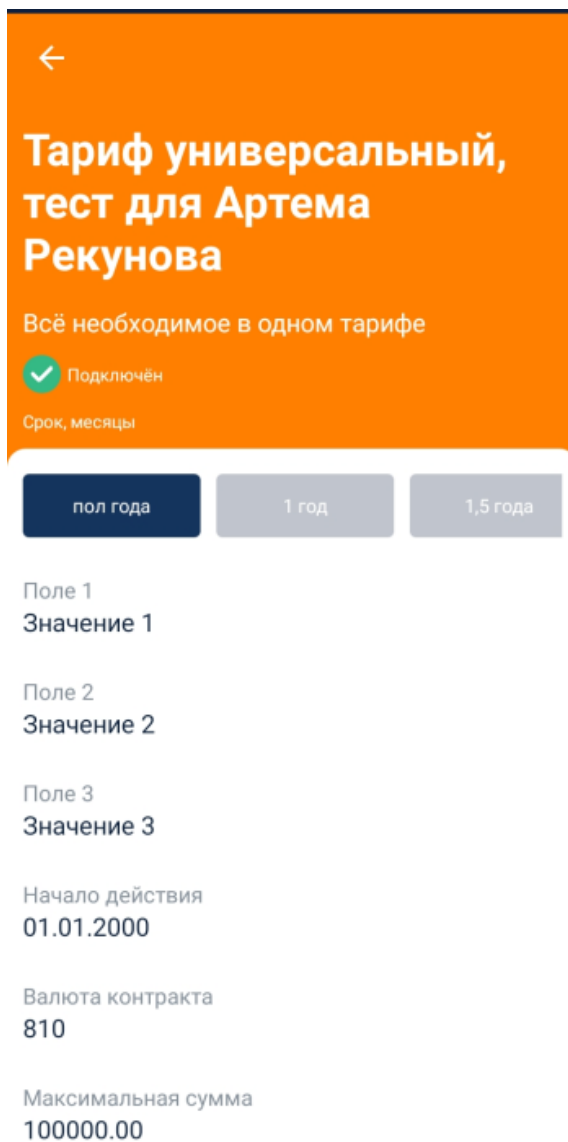 Тариф универсальный,
тест для Артема
Рекунова
Всё необходимое в одном тарифе
Подключён
Срок, месяцы
пол года
1 год
1,5 года
Поле 1
Значение 1
Поле 2
Значение 2
Поле 3
Значение 3
Начало действия
01.01.2000
Валюта контракта
810
Максимальная сумма
100000.00